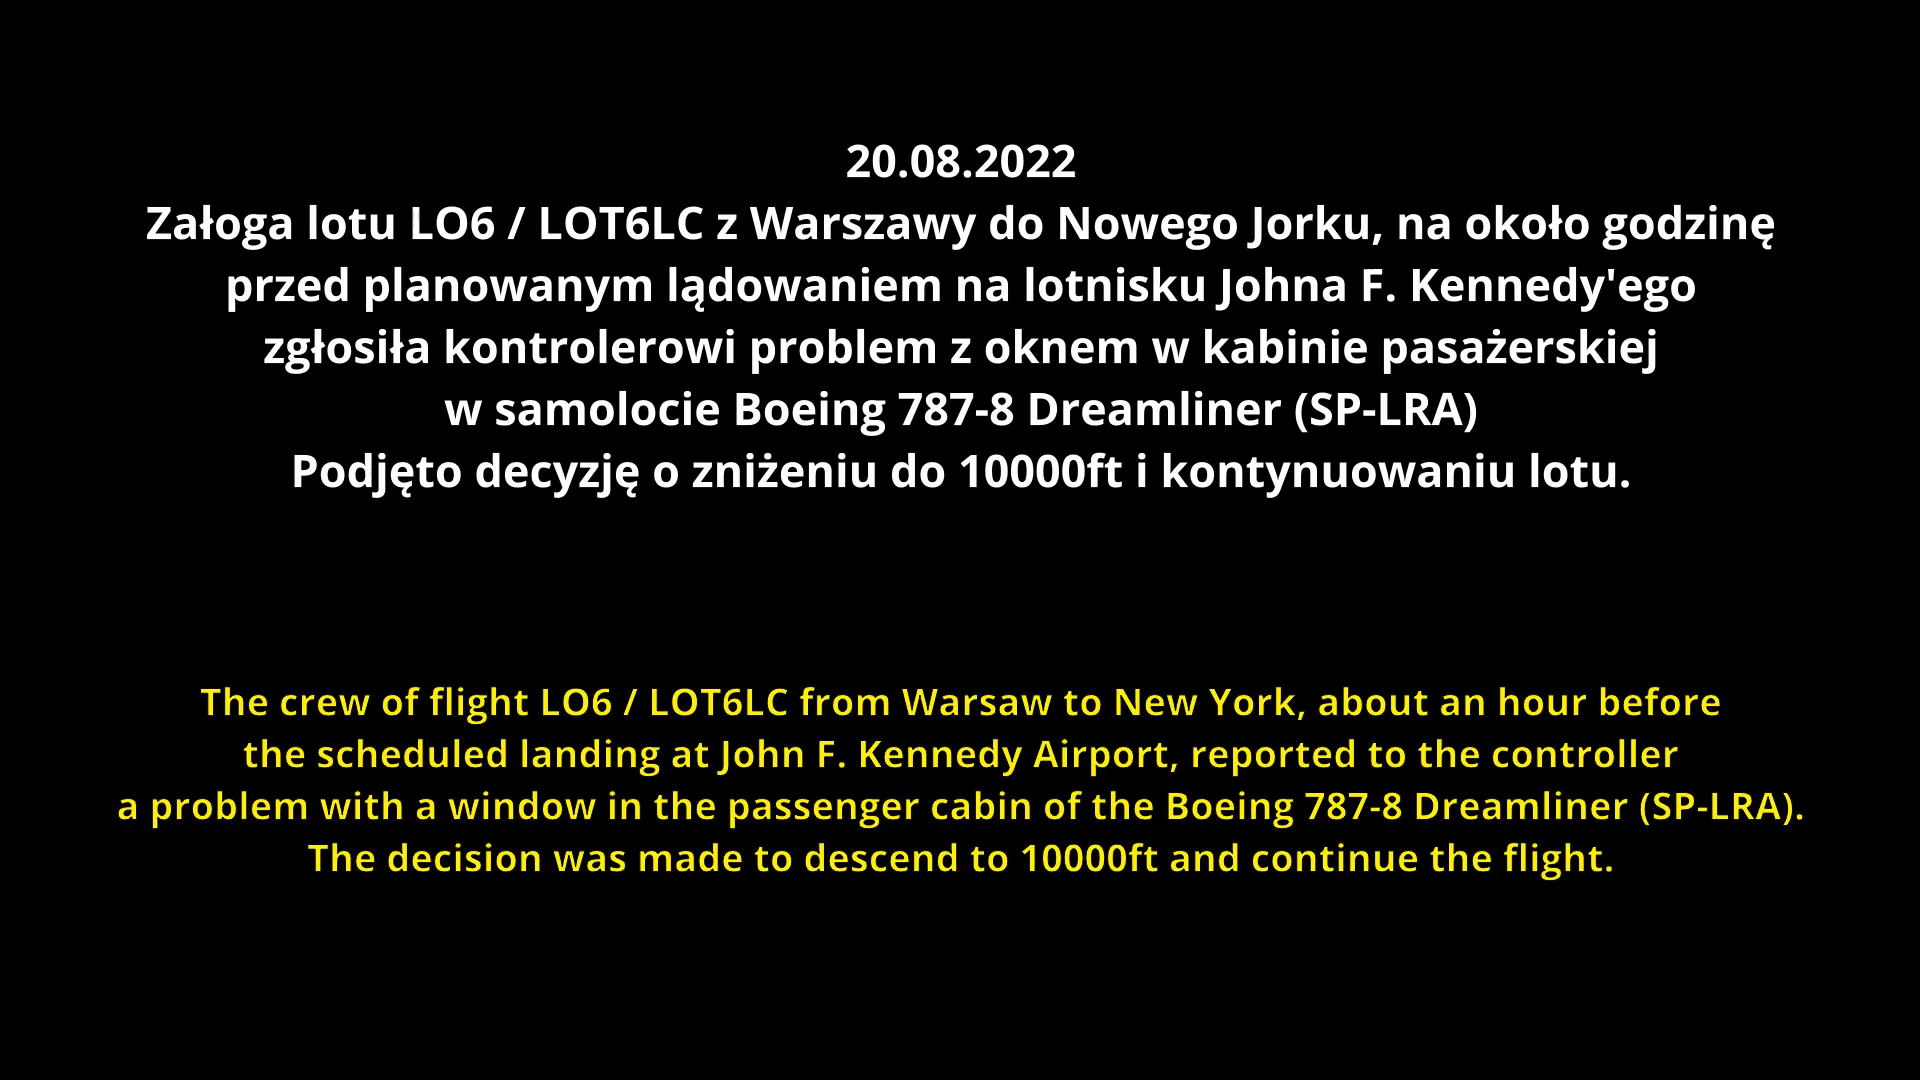 20.08.2022
Załoga lotu LO6 / LOT6LC z Warszawy do Nowego Jorku, na około godzinę
przed planowanym lądowaniem na lotnisku Johna F. Kennedy'ego
zgłosiła kontrolerowi problem z oknem w kabinie pasażerskiej
w samolocie Boeing 787-8 Dreamliner (SP-LRA)
Podjęto decyzję o zniżeniu do 10000ft i kontynuowaniu lotu.
The crew of flight LO6 / LOT6LC from Warsaw to New York, about an hour before
the scheduled landing at John F. Kennedy Airport, reported to the controller
a problem with a window in the passenger cabin of the Boeing 787-8 Dreamliner (SP-LRA).
The decision was made to descend to 10000ft and continue the flight.